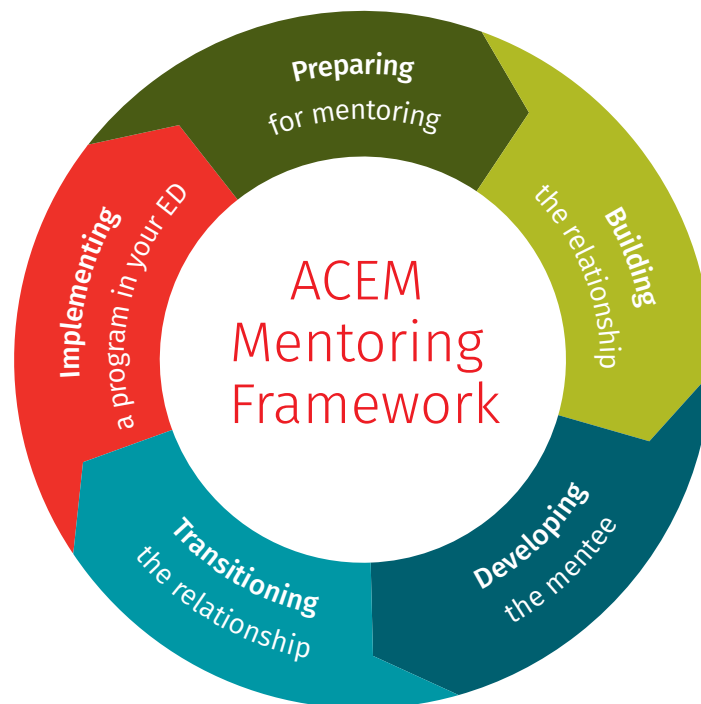 ACEM
Mentoring
Framework
Preparing
for mentoring
Building
the relationship
Developing
the mentee
Transitioning
the relationship
Implementing
a program in your ED